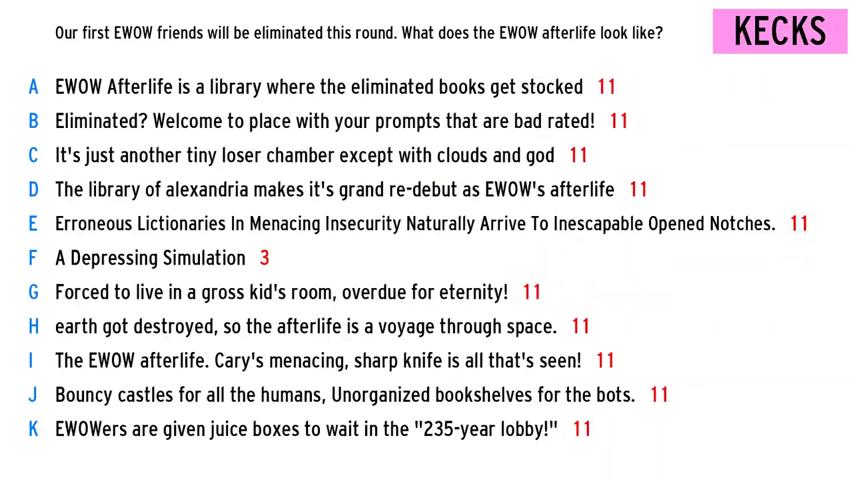 Our first EWOW friends will be eliminated this round. What does the EWOW afterlife look like?
KECKS
A EWOW Afterlife is a library where the eliminated books get stocked 11
B Eliminated? Welcome to place with your prompts that are bad rated! 11
C It's just another tiny loser chamber except with clouds and god 11
D The library of alexandria makes it's grand re-debut as EWOW's afterlife 11
E Erroneous Lictionaries In Menacing Insecurity Naturally Arrive To Inescapable Opened Notches. 11
F A Depressing Simulation 3
G Forced to live in a gross kid's room, overdue for eternity! 11
H earth got destroyed, so the afterlife is a voyage through space. 11
I The EWOW afterlife. Cary's menacing, sharp knife is all that's seen! 11
J Bouncy castles for all the humans, Unorganized bookshelves for the bots. 11
K EWOWers are given juice boxes to wait in the "235-year lobby!" 11